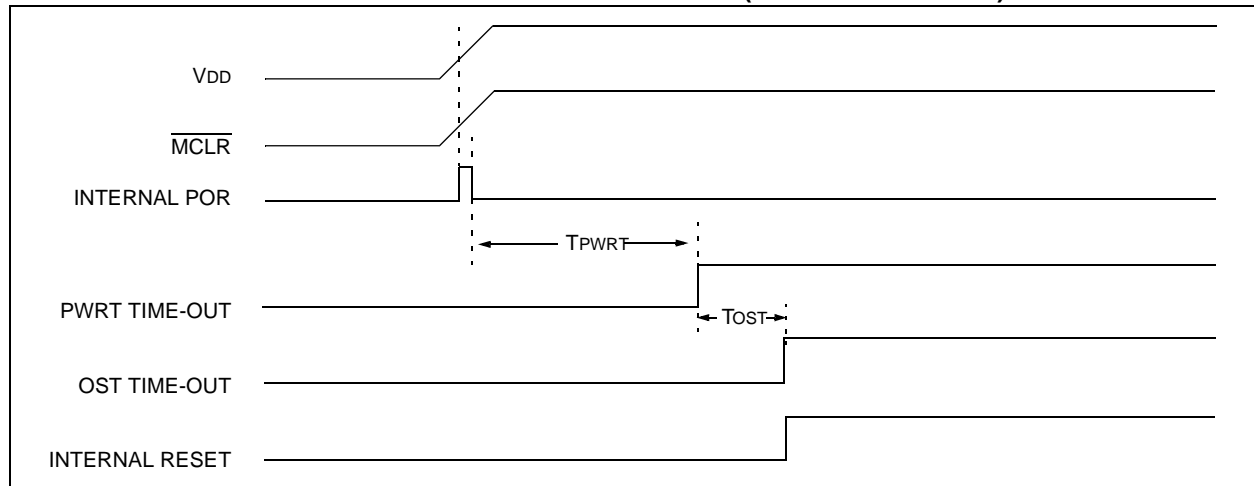 VDD
MCLR
INTERNAL POR
TPWRT
PWRT TIME-OUT
TOST
OST TIME-OUT
INTERNAL RESET